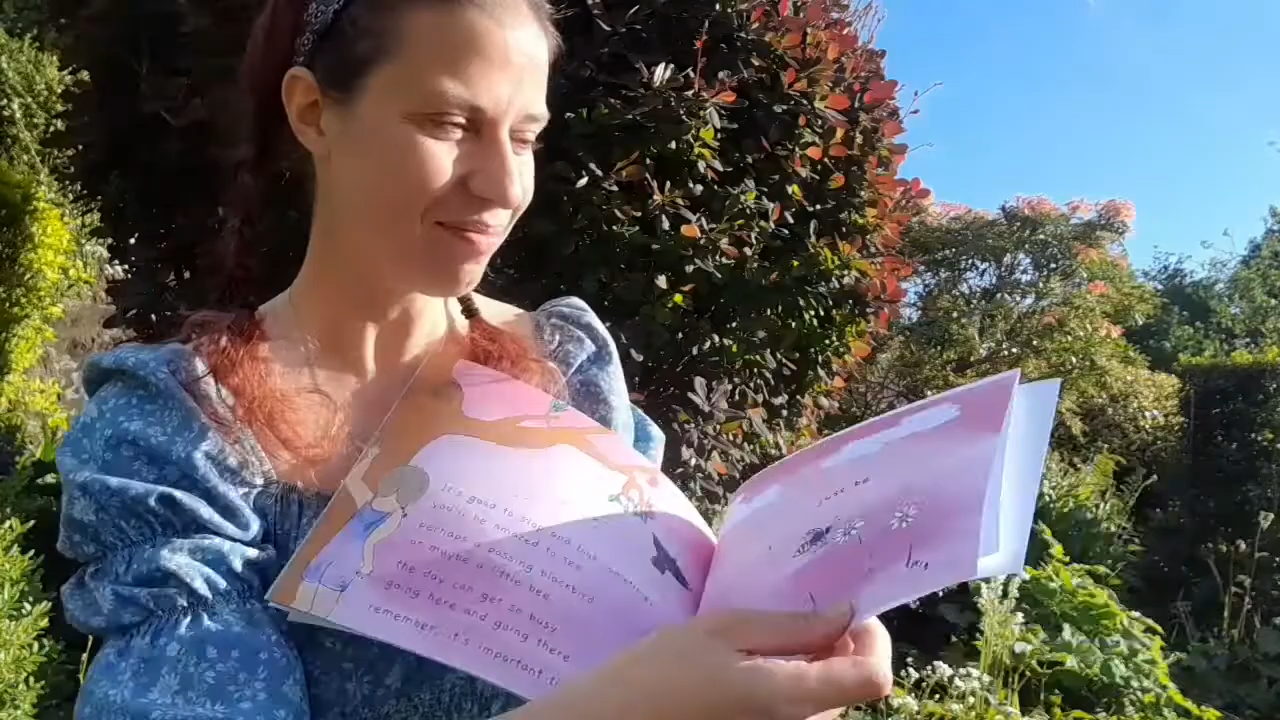 It's good to stop and look sometimes
you'll be amazed to see
perhaps a passing blackbird
or maybe a little bee
the day can get so busy
going here and going there
remember, it's important to
just be